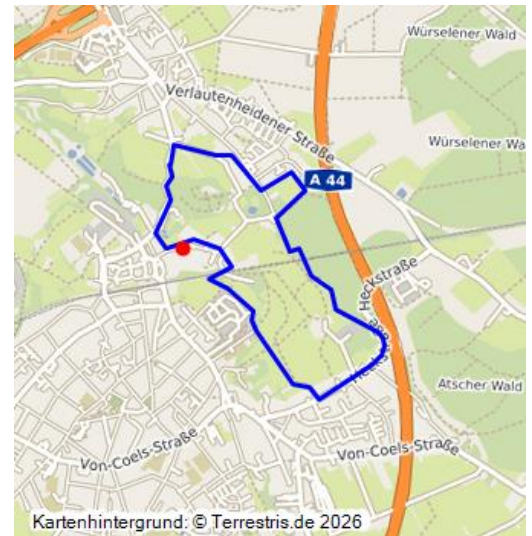 Würselener Wald
Verlautenheidener Straße
Würselener Wa
A 44
Heckstraße
Heckstraße
Atscher Wald
Von-Coels-Straße
Von-Coels-Straße
Kartenhintergrund: © Terrestris.de 2026